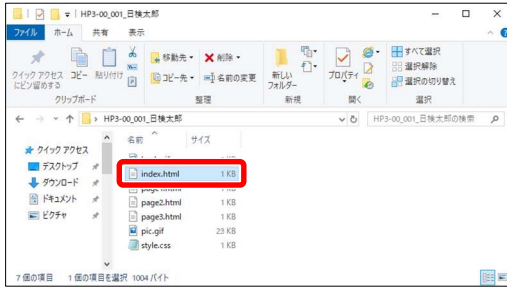 HP3-00_001_日検太郎
ファイル ホーム 共有 表示
クイック アクセス にピン留めする
コピー
貼り付け
移動先
コピー先
削除
名前の変更
新しい フォルダー
プロパティ
すべて選択
選択解除
選択の切り替え
クリップボード 整理 新規 開く 選択
HP3-00_001_日検太郎
HP3-00_001_日検太郎の検索
クイック アクセス
デスクトップ
ダウンロード
ドキュメント
ピクチャ
名前 サイズ
index.html 1 KB
page2.html 1 KB
page3.html 1 KB
pic.gif 23 KB
style.css 1 KB
7 個の項目 1 個の項目を選択 1004 バイト